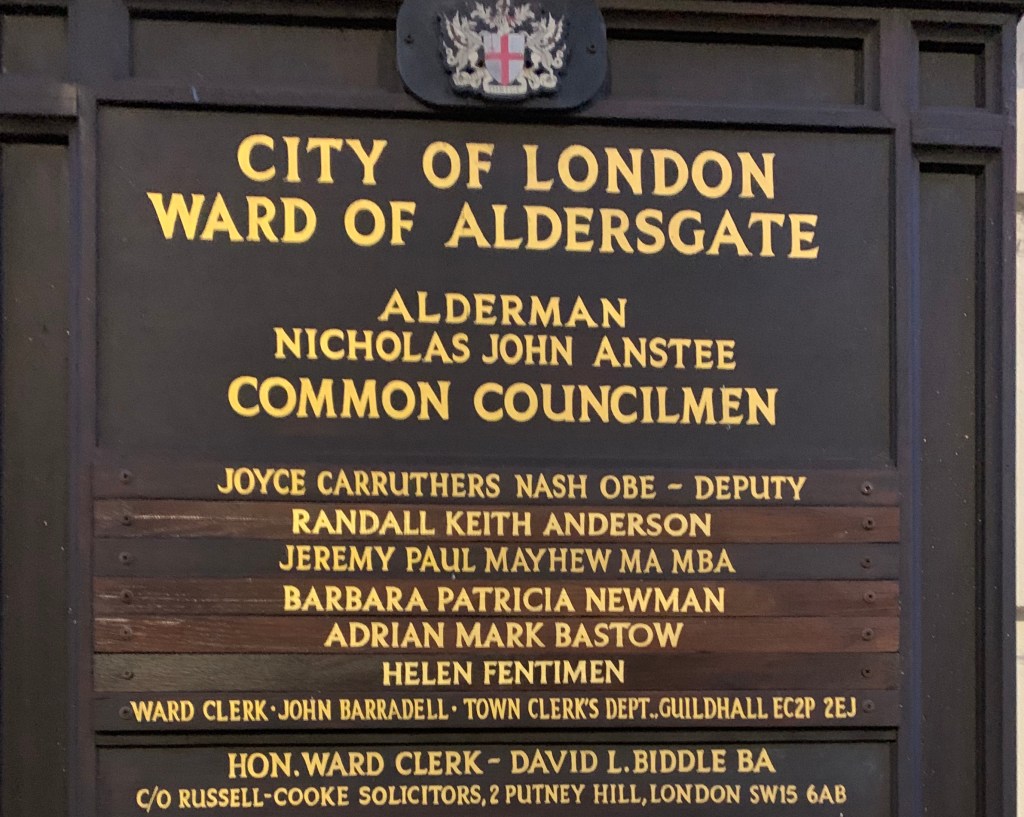 CITY OF LONDON
WARD OF ALDERSGATE
ALDERMAN
NICHOLAS JOHN ANSTEE
COMMON COUNCILMEN
JOYCE CARRUTHERS NASH OBE - DEPUTY
RANDALL KEITH ANDERSON
JEREMY PAUL MAYHEW MA MBA
BARBARA PATRICIA NEWMAN
ADRIAN MARK BASTOW
HELEN FENTIMEN
WARD CLERK · JOHN BARRADELL · TOWN CLERK'S DEPT.. GUILDHALL EC2P 2EJ
HON. WARD CLERK - DAVID L. BIDDLE BA
C/O RUSSELL-COOKE SOLICITORS, 2 PUTNEY HILL, LONDON SW15 6AB